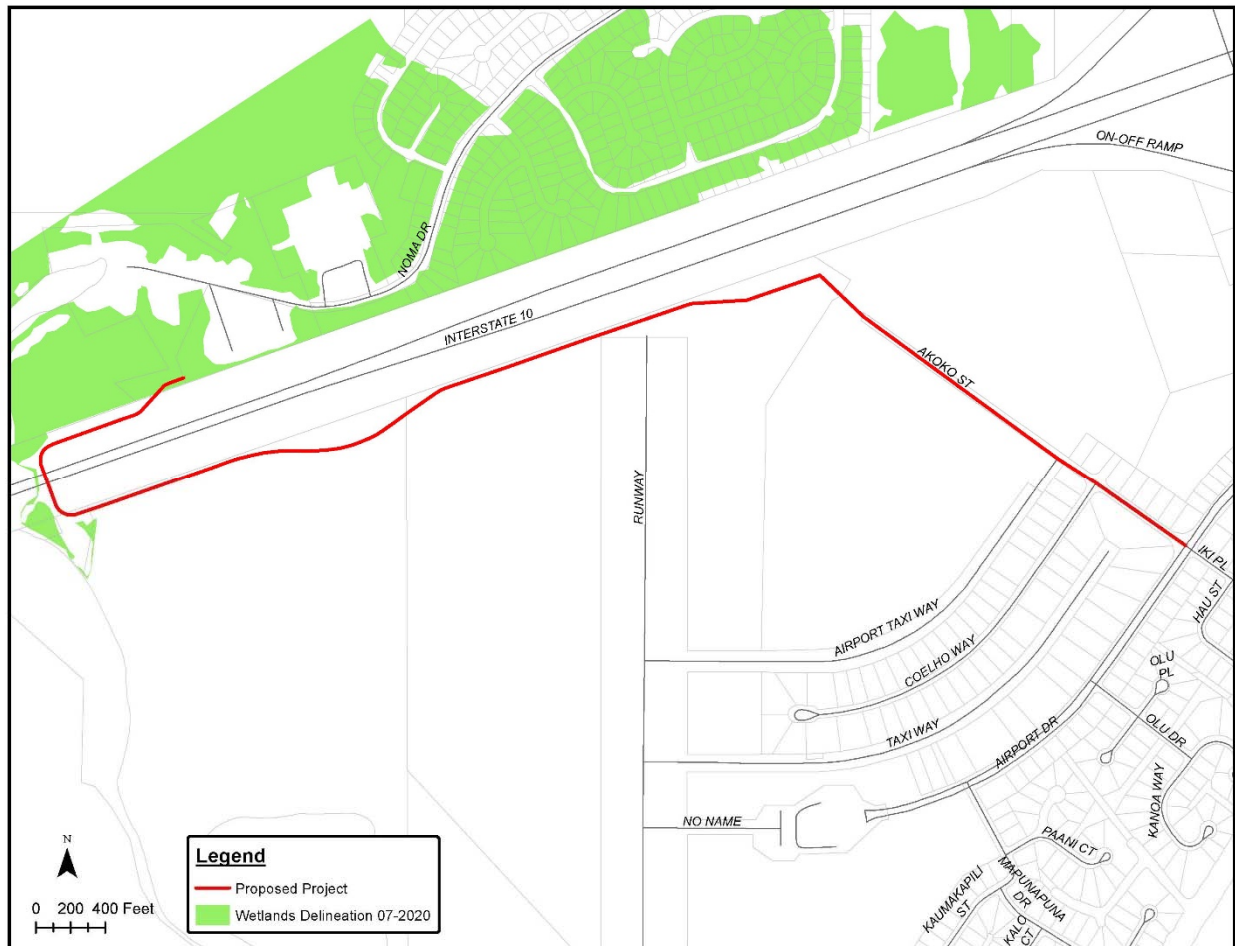 ON-OFF RAMP
NOMA DR
INTERSTATE 10
AKOKO ST
RUNWAY
IKI PL
HAU ST
AIRPORT TAXI WAY
COELHO WAY
OLU
PL
TAXI WAY
AIRPORT DR
OLU DR
KANOA WAY
NO NAME
PAANI CT
MAPUNAPUNA
DR
KAUMAKAPILI
ST
KALO
CT
N
0 200 400 Feet
Legend
Proposed Project
Wetlands Delineation 07-2020